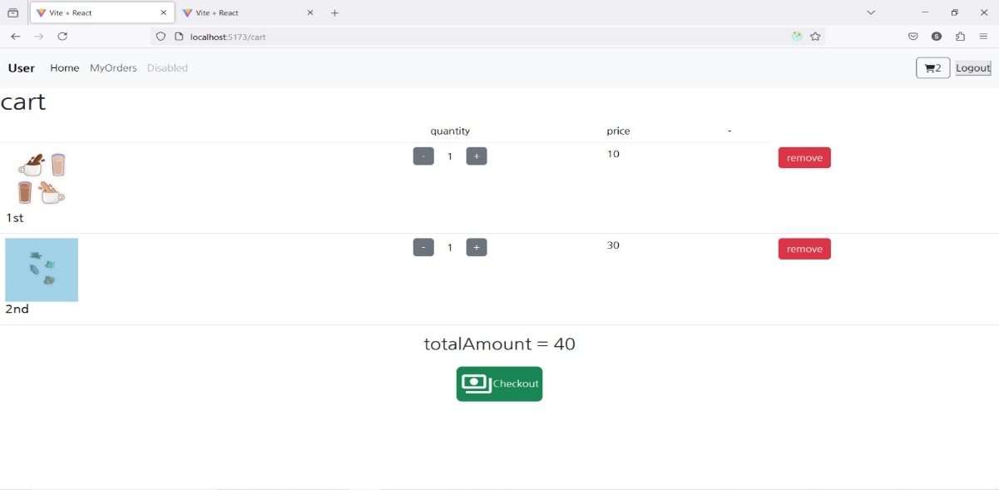 Vite + React
Vite + React
localhost:5173/cart
S
User Home MyOrders Disabled 2 Logout
cart
quantity price -
- 1 + 10 remove
1st
- 1 + 30 remove
2nd
totalAmount = 40
Checkout